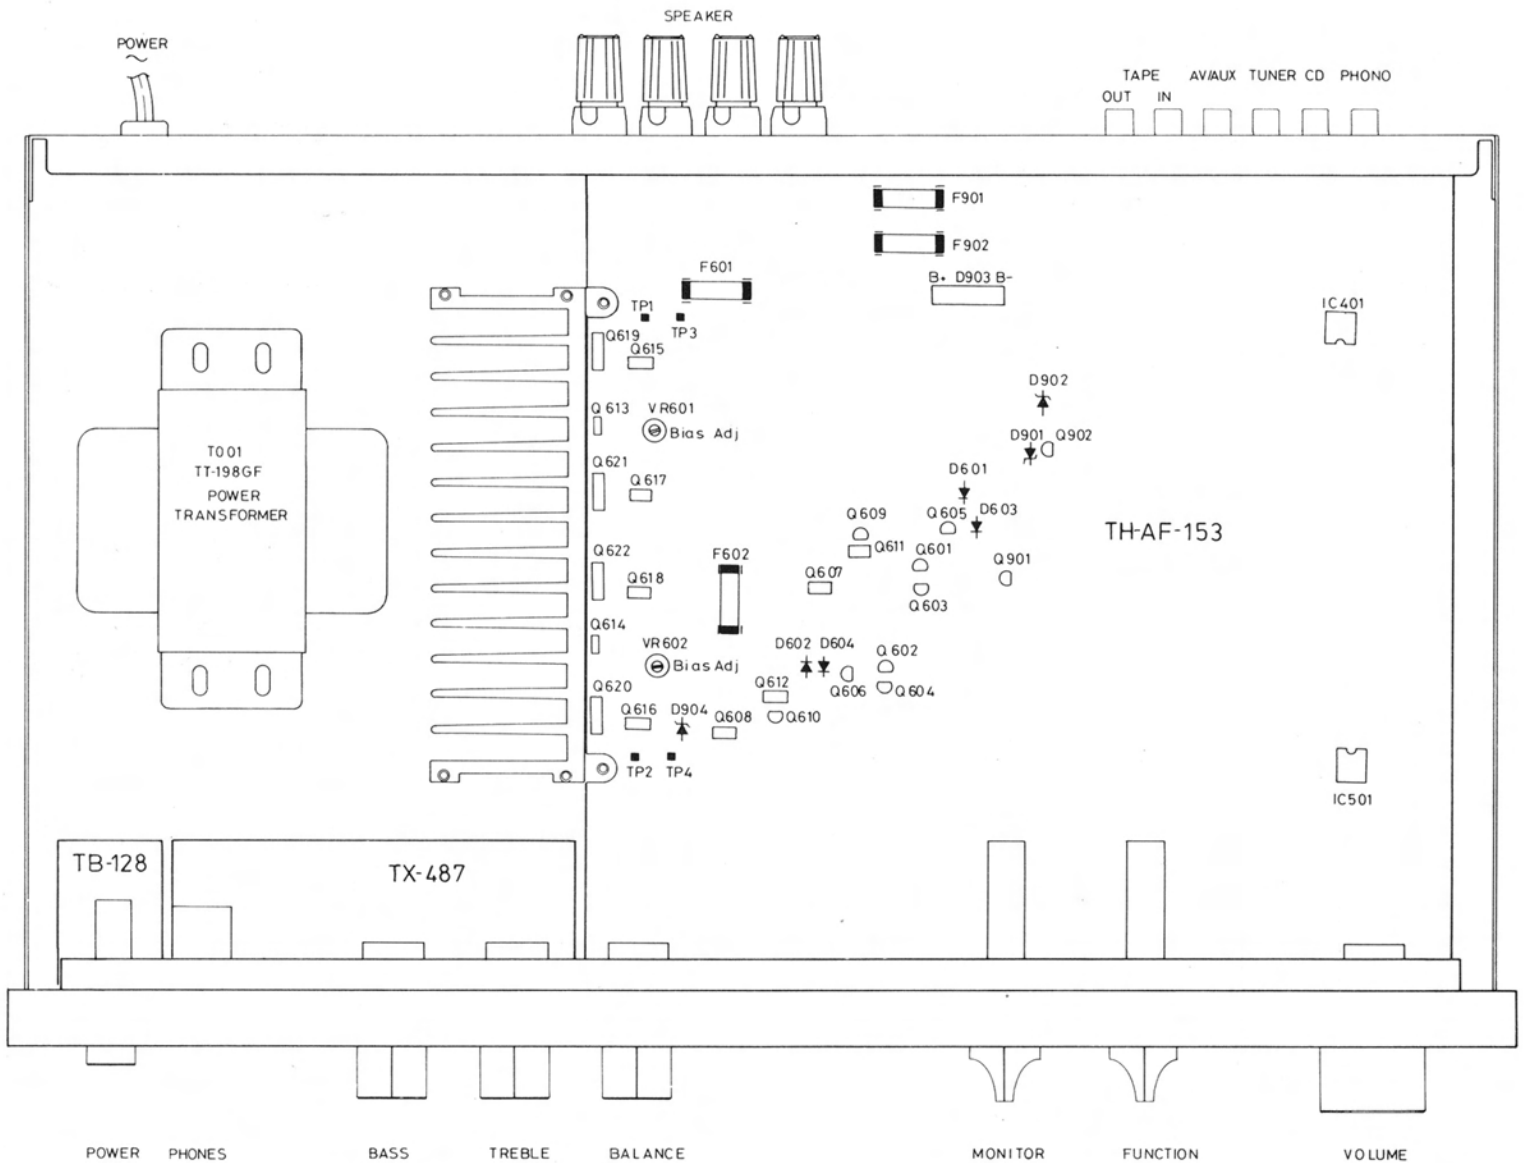 SPEAKER
POWER
~
TAPE AV/AUX TUNER CD PHONO
OUT IN
F901
F902
F601
B+ D903 B-
TP1
TP3
IC401
Q619
Q615
D902
Q613 VR601
Bias Adj
D901 Q902
T001
TT-198GF
POWER
TRANSFORMER
Q621
Q617
D601
Q609 Q605 D603
TH-AF-153
Q611
Q601
F602
Q622
Q618
Q607
Q901
Q603
Q614
VR602
Bias Adj
D602 D604
Q602
Q620
Q612
Q606 Q604
Q616 D904 Q608 Q610
TP2 TP4
IC501
TB-128
TX-487
POWER PHONES BASS TREBLE BALANCE MONITOR FUNCTION VOLUME